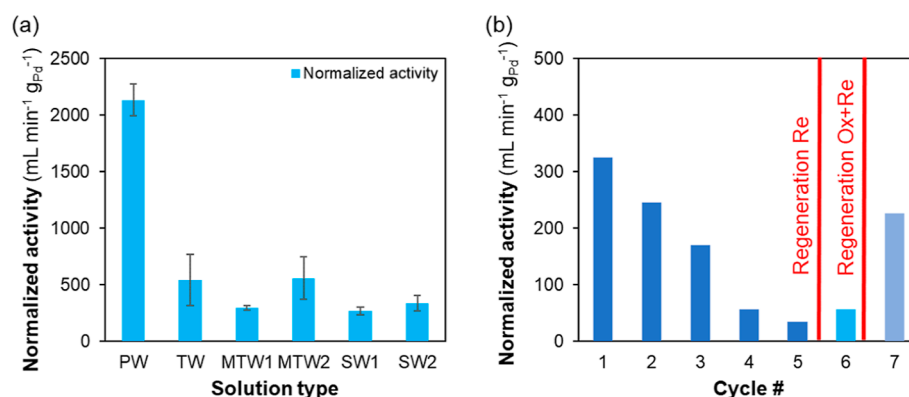 (a)
Normalized activity (mL min⁻¹ gPd⁻¹)
2500
2000
1500
1000
500
0
Normalized activity
PW TW MTW1 MTW2 SW1 SW2
Solution type
(b)
Normalized activity (mL min⁻¹ gPd⁻¹)
500
400
300
200
100
0
Regeneration Re
Regeneration Ox+Re
1 2 3 4 5 6 7
Cycle #